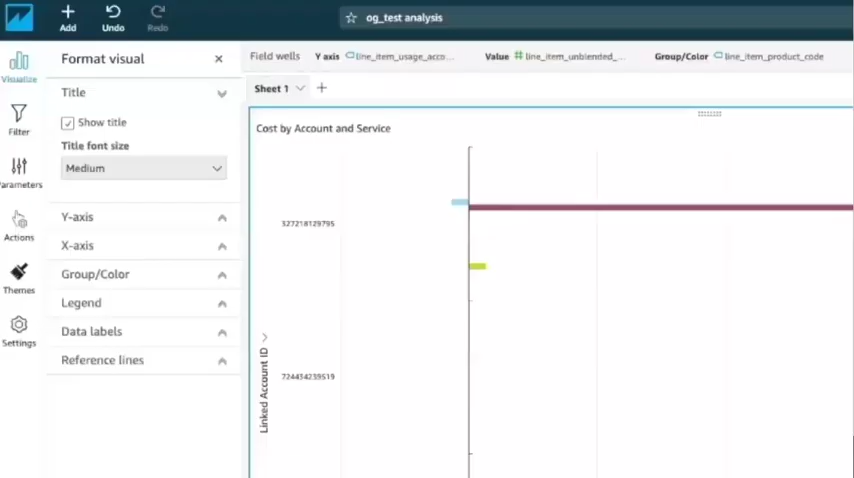 Add
Undo
Redo
og_test analysis
Visualize
Filter
Parameters
Actions
Themes
Settings
Format visual
Title
Show title
Title font size
Medium
Y-axis
X-axis
Group/Color
Legend
Data labels
Reference lines
Field wells Y axis line_item_usage_acco... Value line_item_unblended_... Group/Color line_item_product_code
Sheet 1
Cost by Account and Service
327218129795
724434239519
Linked Account ID